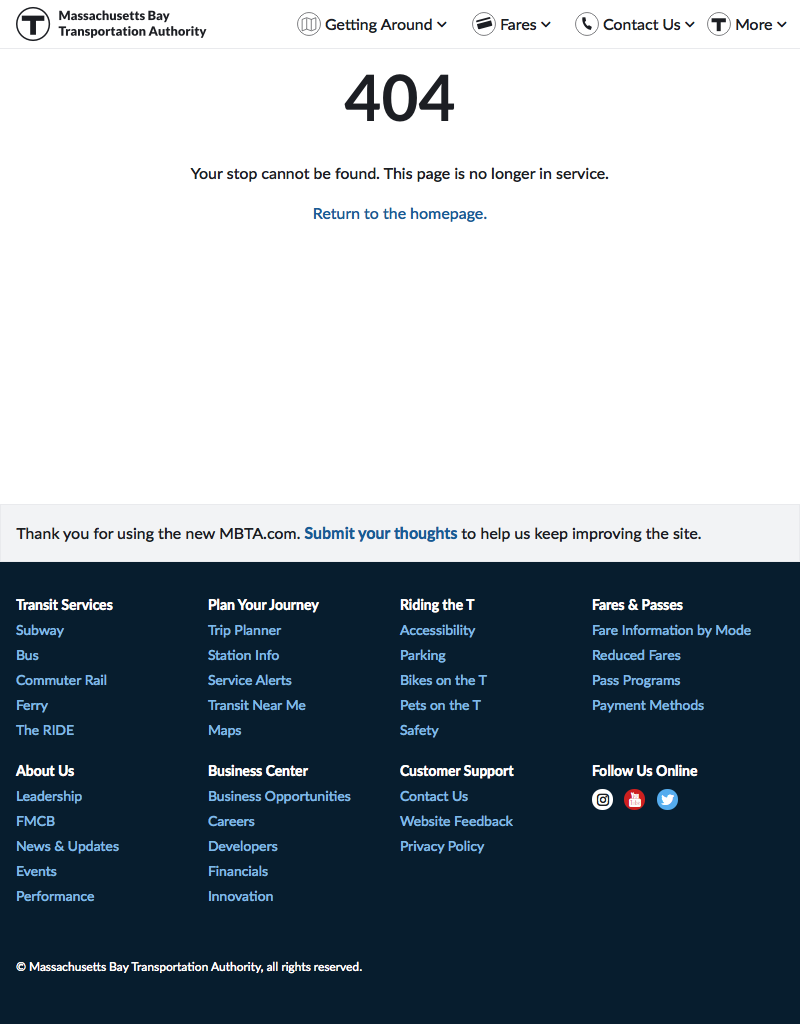 Massachusetts Bay
Transportation Authority
Getting Around
Fares
Contact Us
More
404
Your stop cannot be found. This page is no longer in service.
Return to the homepage.
Thank you for using the new MBTA.com. Submit your thoughts to help us keep improving the site.
Transit Services
Subway
Bus
Commuter Rail
Ferry
The RIDE
Plan Your Journey
Trip Planner
Station Info
Service Alerts
Transit Near Me
Maps
Riding the T
Accessibility
Parking
Bikes on the T
Pets on the T
Safety
Fares & Passes
Fare Information by Mode
Reduced Fares
Pass Programs
Payment Methods
About Us
Leadership
FMCB
News & Updates
Events
Performance
Business Center
Business Opportunities
Careers
Developers
Financials
Innovation
Customer Support
Contact Us
Website Feedback
Privacy Policy
Follow Us Online
© Massachusetts Bay Transportation Authority, all rights reserved.